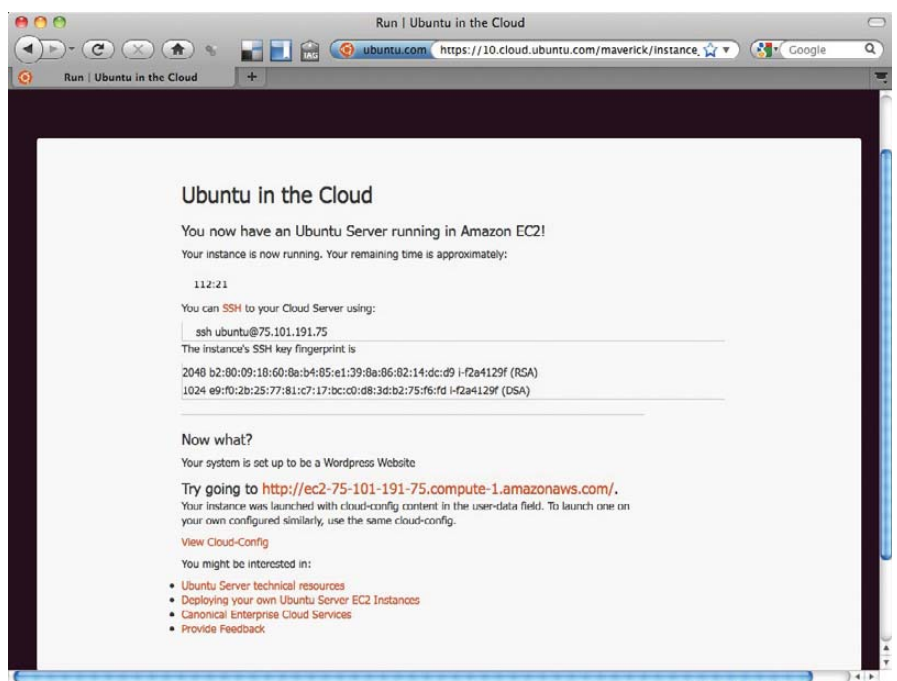 Run | Ubuntu in the Cloud
IAG
ubuntu.com
https://10.cloud.ubuntu.com/maverick/instance_
Google
Run | Ubuntu in the Cloud
Ubuntu in the Cloud
You now have an Ubuntu Server running in Amazon EC2!
Your instance is now running. Your remaining time is approximately:
112:21
You can SSH to your Cloud Server using:
ssh ubuntu@75.101.191.75
The instance's SSH key fingerprint is
2048 b2:80:09:18:60:8a:b4:85:e1:39:8a:86:82:14:dc:d9 i-f2a4129f (RSA)
1024 e9:f0:2b:25:77:81:c7:17:bc:c0:d8:3d:b2:75:f6:fd i-f2a4129f (DSA)
Now what?
Your system is set up to be a Wordpress Website
Try going to http://ec2-75-101-191-75.compute-1.amazonaws.com/.
Your instance was launched with cloud-config content in the user-data field. To launch one on
your own configured similarly, use the same cloud-config.
View Cloud-Config
You might be interested in:
Ubuntu Server technical resources
Deploying your own Ubuntu Server EC2 Instances
Canonical Enterprise Cloud Services
Provide Feedback